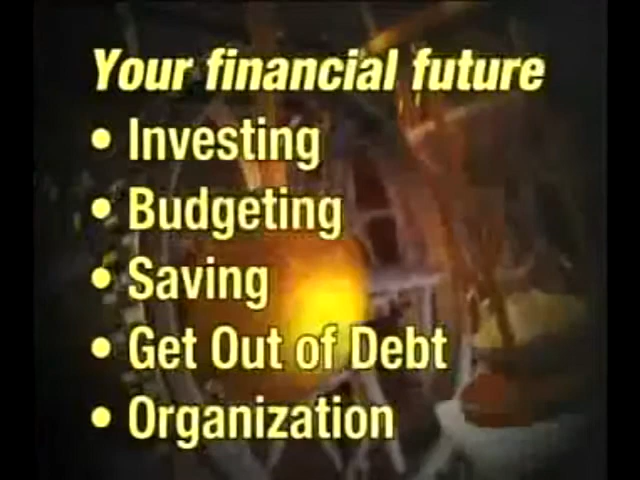 Your financial future
• Investing
• Budgeting
• Saving
• Get Out of Debt
• Organization